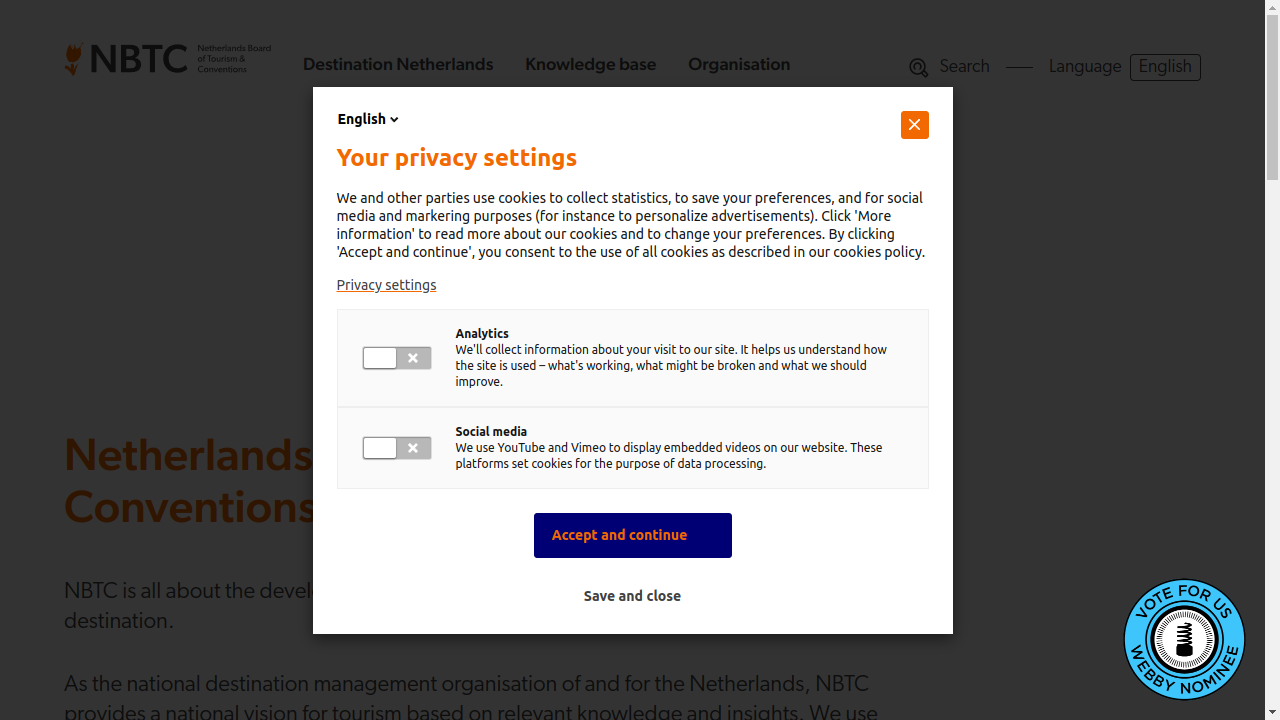 NBTC
Netherlands Board
of Tourism &
Conventions
Destination Netherlands
Knowledge base
Organisation
Search
Language
English
English
Your privacy settings
We and other parties use cookies to collect statistics, to save your preferences, and for social
media and markering purposes (for instance to personalize advertisements). Click 'More
information' to read more about our cookies and to change your preferences. By clicking
'Accept and continue', you consent to the use of all cookies as described in our cookies policy.
Privacy settings
Analytics
We'll collect information about your visit to our site. It helps us understand how
the site is used – what's working, what might be broken and what we should
improve.
Social media
We use YouTube and Vimeo to display embedded videos on our website. These
platforms set cookies for the purpose of data processing.
Accept and continue
Save and close
Netherlands
Conventions
NBTC is all about the
destination.
As the national destination management organisation of and for the Netherlands, NBTC
provides a national vision for tourism based on relevant knowledge and insights. We use
VOTE FOR US
WEBBY NOMINEE